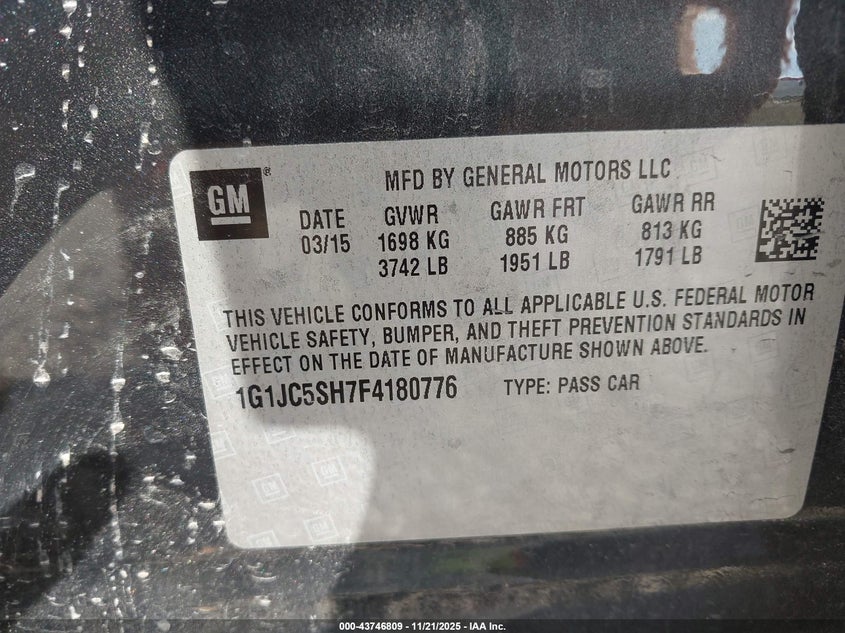 GM®
MFD BY GENERAL MOTORS LLC
DATE GVWR GAWR FRT GAWR RR
03/15 1698 KG 885 KG 813 KG
3742 LB 1951 LB 1791 LB
THIS VEHICLE CONFORMS TO ALL APPLICABLE U.S. FEDERAL MOTOR
VEHICLE SAFETY, BUMPER, AND THEFT PREVENTION STANDARDS IN
EFFECT ON THE DATE OF MANUFACTURE SHOWN ABOVE.
1G1JC5SH7F4180776 TYPE: PASS CAR
GM
GM
GM
000-43746809 - 11/21/2025 - IAA Inc.